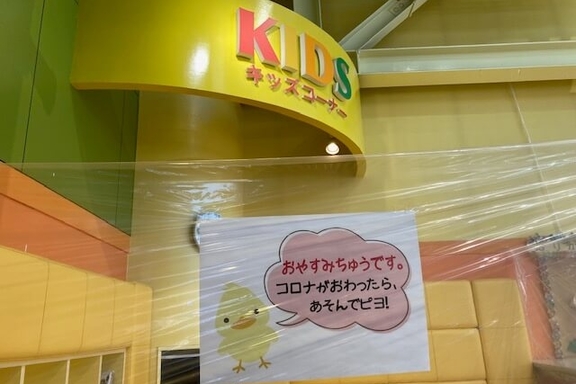 KIDS
キッズコーナー
おやすみちゅうです。
コロナがおわったら、
あそんでピヨ!